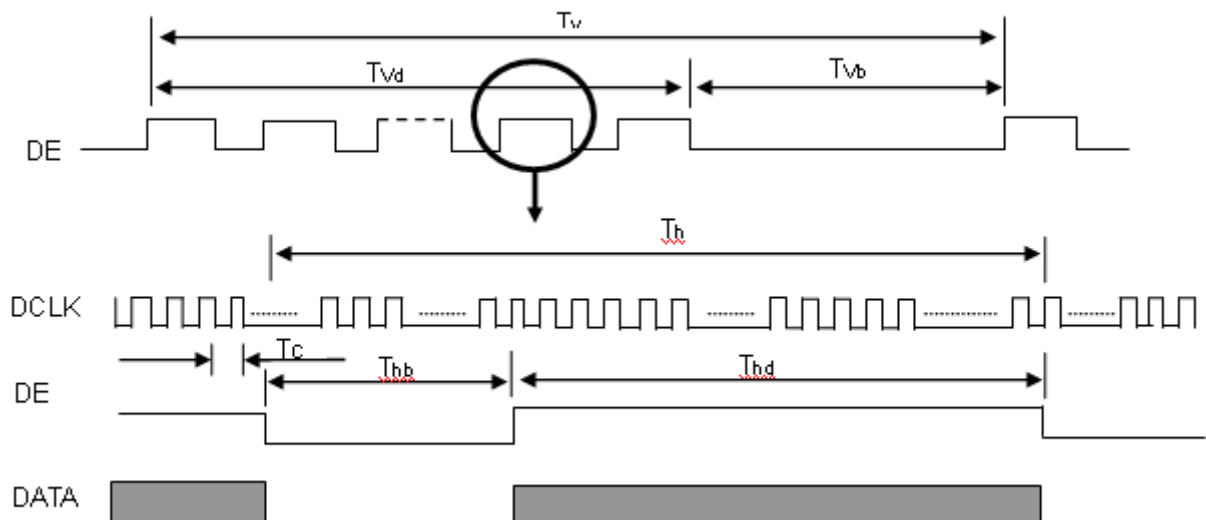 Tv
Tvd
Tvb
DE
Th
DCLK
Tc
Thb
Thd
DE
DATA